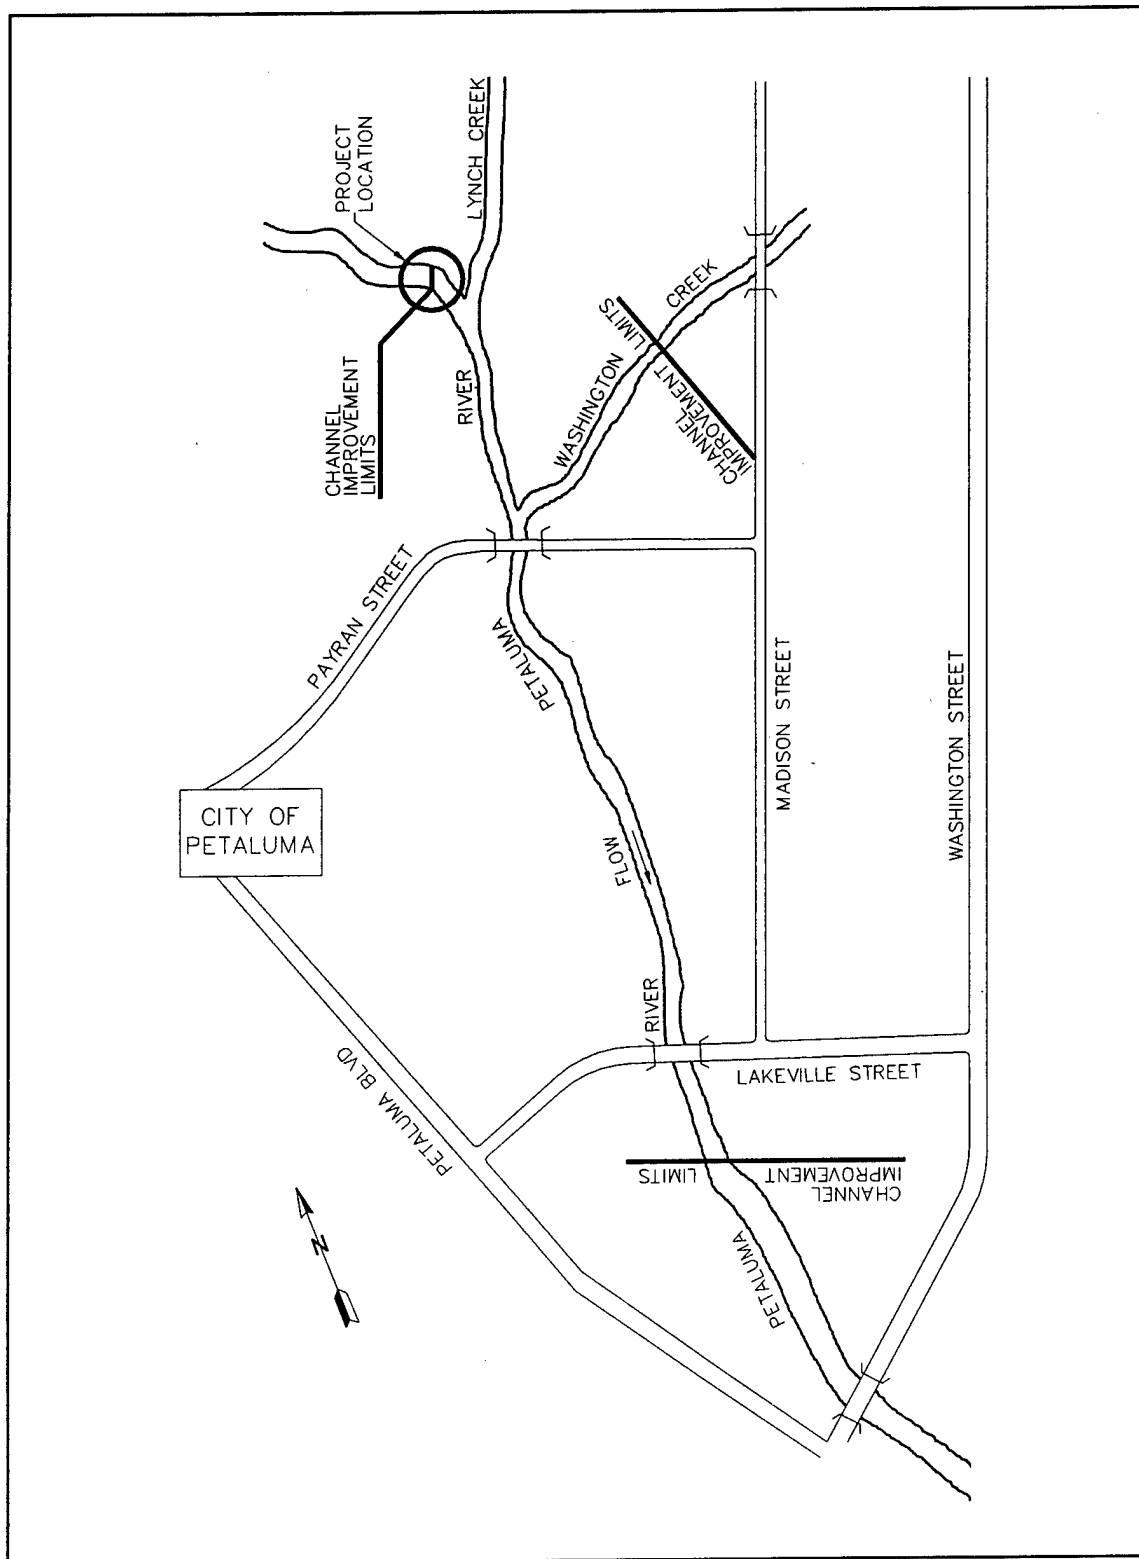 PROJECT
LOCATION
LYNCH CREEK
CHANNEL
IMPROVEMENT
LIMITS
RIVER
WASHINGTON
CREEK
LIMITS
CHANNEL
IMPROVEMENT
PAYRAN STREET
PETALUMA
CITY OF
PETALUMA
FLOW
RIVER
MADISON STREET
WASHINGTON STREET
LAKEVILLE STREET
PETALUMA BLVD
CHANNEL
IMPROVEMENT
LIMITS
PETALUMA
N